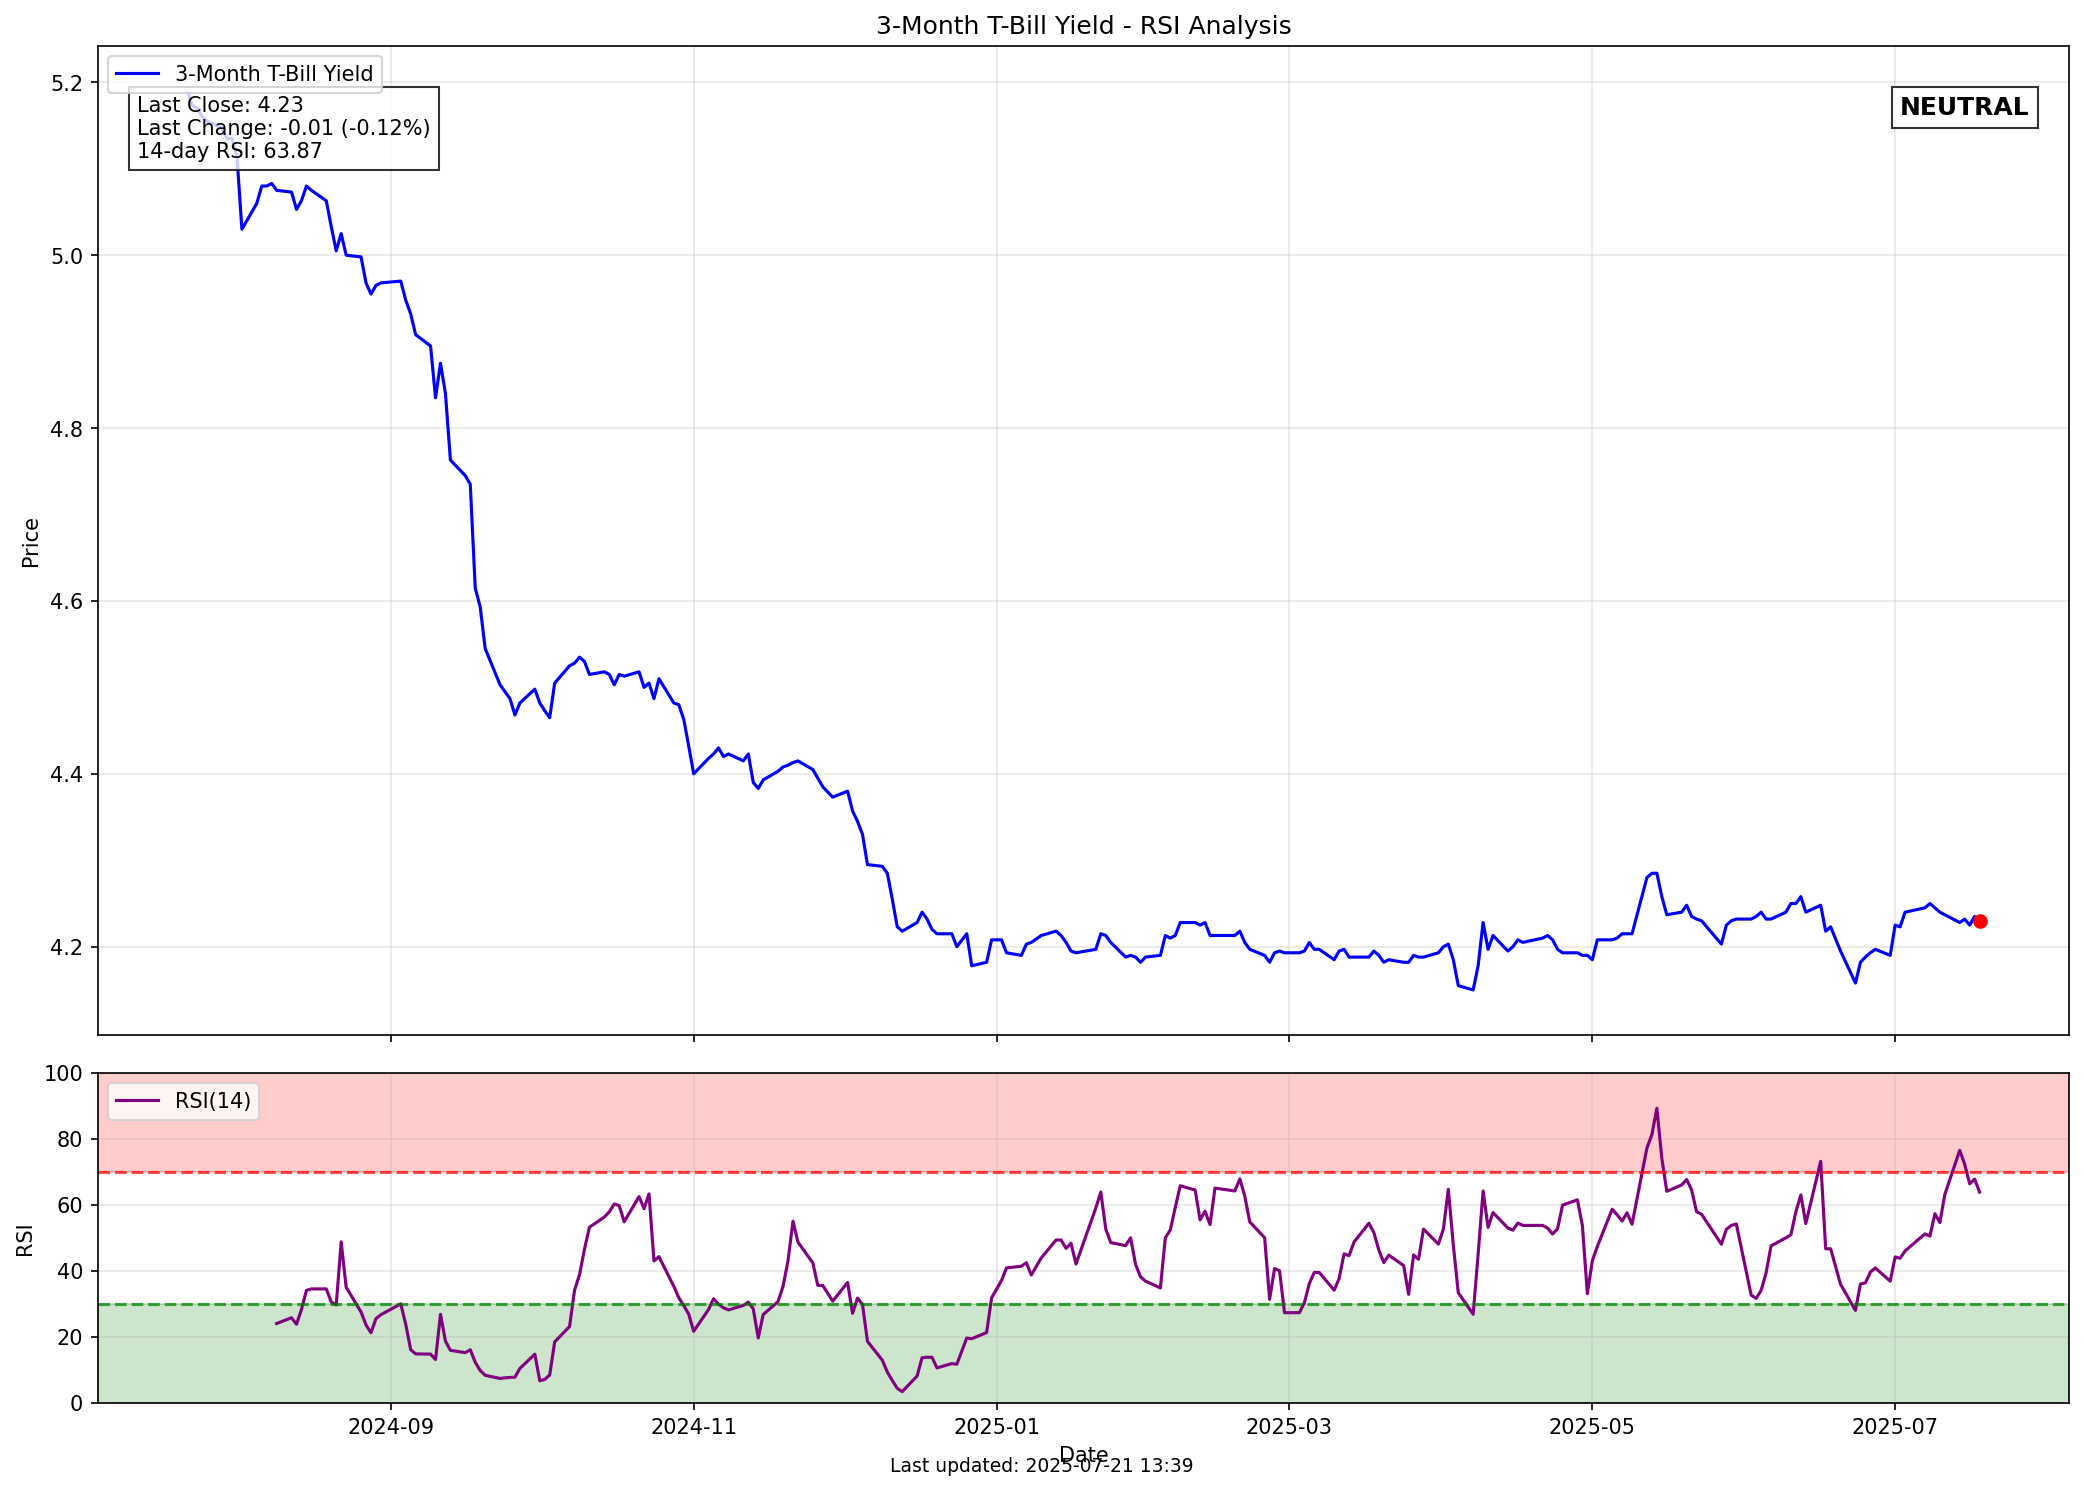 3-Month T-Bill Yield - RSI Analysis
3-Month T-Bill Yield
Last Close: 4.23
Last Change: -0.01 (-0.12%)
14-day RSI: 63.87
NEUTRAL
Price
5.2
5.0
4.8
4.6
4.4
4.2
RSI(14)
RSI
100
80
60
40
20
0
2024-09
2024-11
2025-01
2025-03
2025-05
2025-07
Date
Last updated: 2025-07-21 13:39